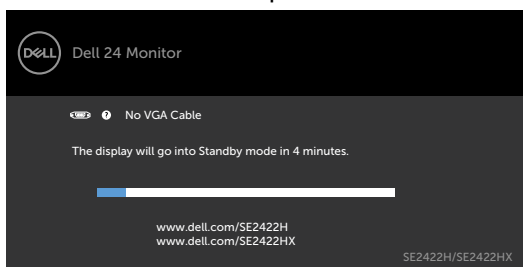 DELL
Dell 24 Monitor
No VGA Cable
The display will go into Standby mode in 4 minutes.
www.dell.com/SE2422H
www.dell.com/SE2422HX
SE2422H/SE2422HX